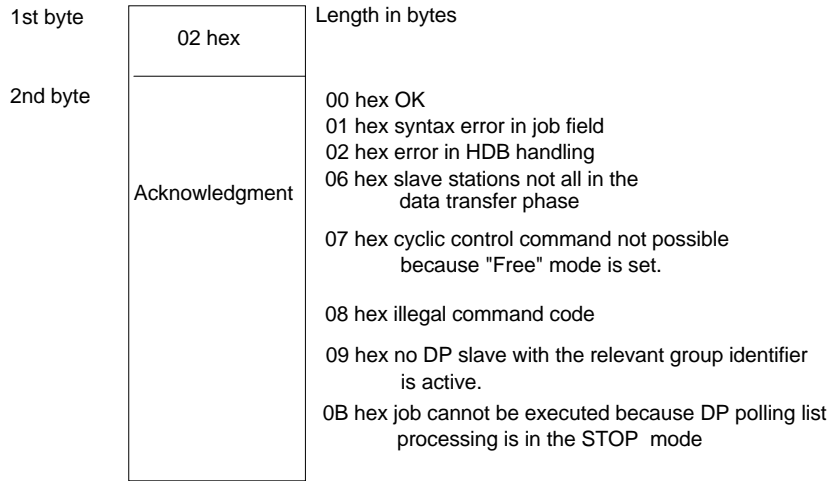 1st byte
02 hex
Length in bytes
2nd byte
Acknowledgment
00 hex OK
01 hex syntax error in job field
02 hex error in HDB handling
06 hex slave stations not all in the
data transfer phase
07 hex cyclic control command not possible
because "Free" mode is set.
08 hex illegal command code
09 hex no DP slave with the relevant group identifier
is active.
0B hex job cannot be executed because DP polling list
processing is in the STOP mode